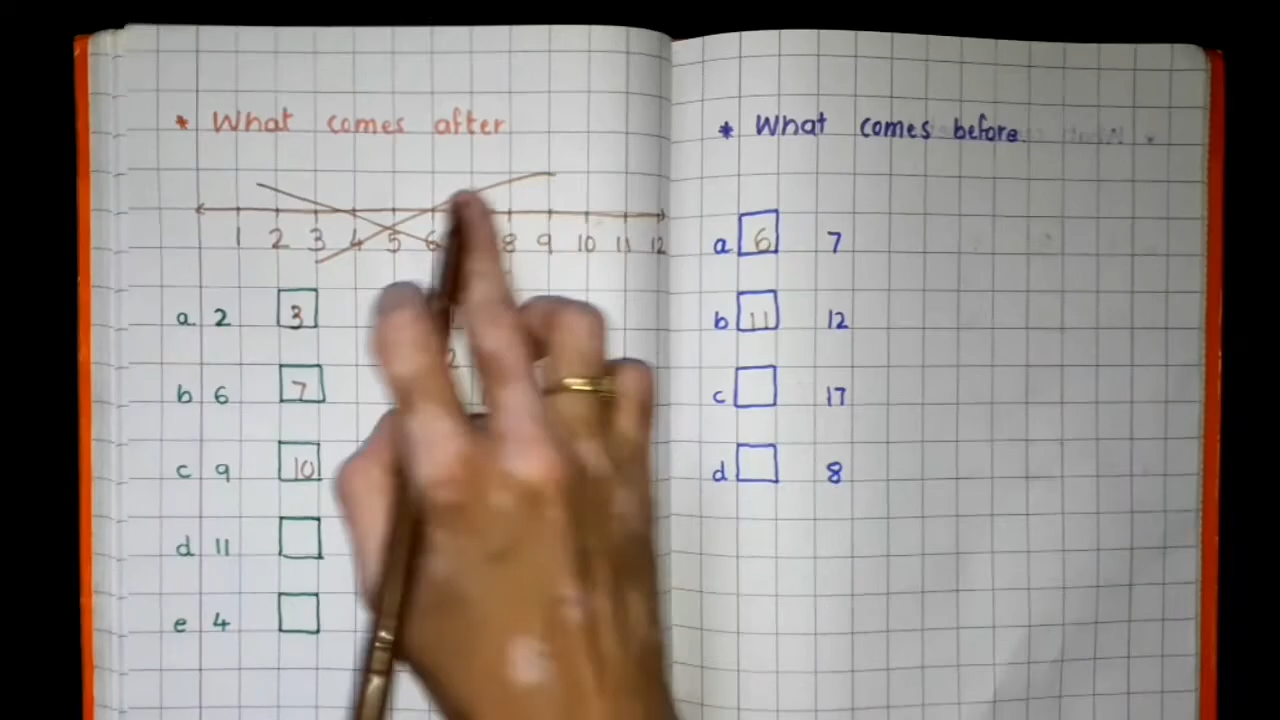 * What comes after
1 2 3 4 5 6 8 9 10 11 12
a 2 3
b 6 7
c 9 10
d 11
e 4
2
* What comes before.
a 6 7
b 11 12
c 17
d 8